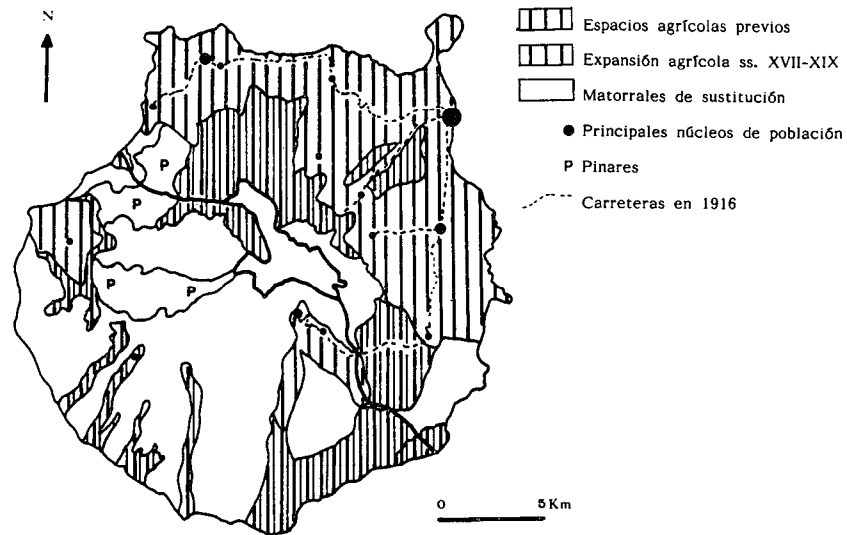 N
Espacios agrícolas previos
Expansión agrícola ss. XVII-XIX
Matorrales de sustitución
Principales núcleos de población
P Pinares
Carreteras en 1916
P
P
P
P
0 5 Km